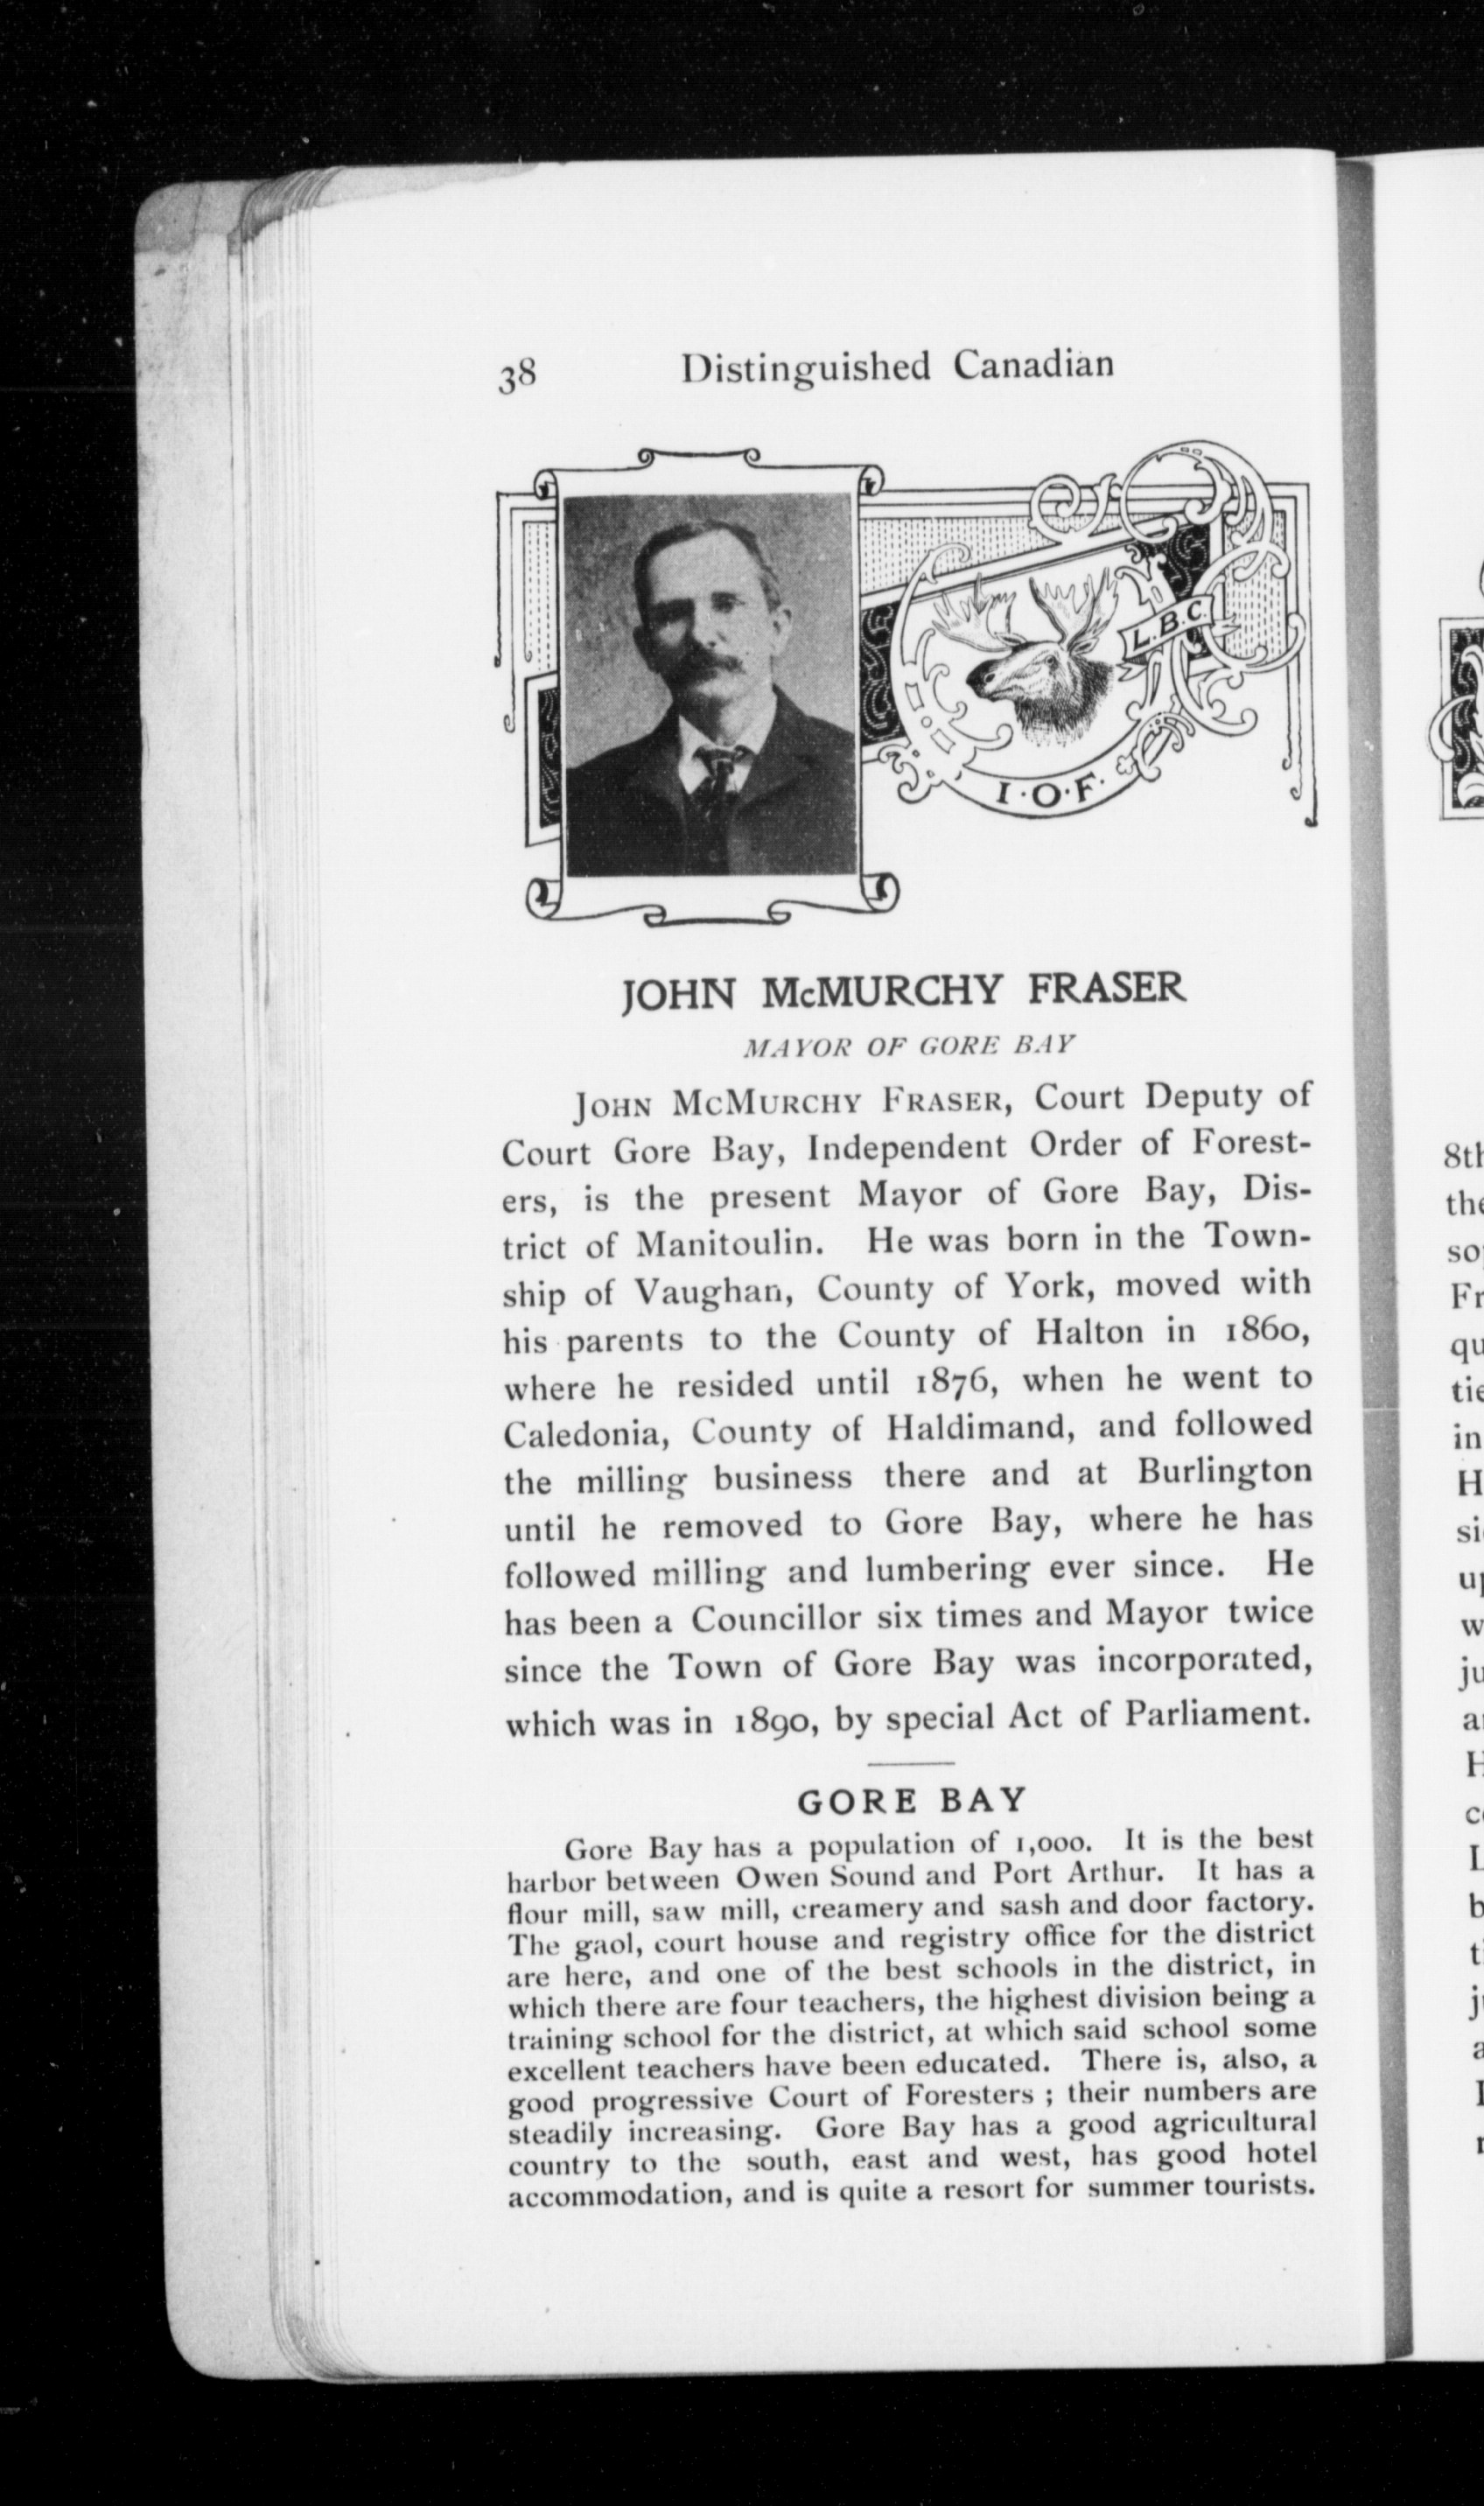 38 Distinguished Canadian
L.B.C.
I.O.F.
JOHN McMURCHY FRASER
MAYOR OF GORE BAY
JOHN MCMURCHY FRASER, Court Deputy of
Court Gore Bay, Independent Order of Forest-
ers, is the present Mayor of Gore Bay, Dis-
trict of Manitoulin. He was born in the Town-
ship of Vaughan, County of York, moved with
his parents to the County of Halton in 1860,
where he resided until 1876, when he went to
Caledonia, County of Haldimand, and followed
the milling business there and at Burlington
until he removed to Gore Bay, where he has
followed milling and lumbering ever since. He
has been a Councillor six times and Mayor twice
since the Town of Gore Bay was incorporated,
which was in 1890, by special Act of Parliament.
GORE BAY
Gore Bay has a population of 1,000. It is the best
harbor between Owen Sound and Port Arthur. It has a
flour mill, saw mill, creamery and sash and door factory.
The gaol, court house and registry office for the district
are here, and one of the best schools in the district, in
which there are four teachers, the highest division being a
training school for the district, at which said school some
excellent teachers have been educated. There is, also, a
good progressive Court of Foresters ; their numbers are
steadily increasing. Gore Bay has a good agricultural
country to the south, east and west, has good hotel
accommodation, and is quite a resort for summer tourists.